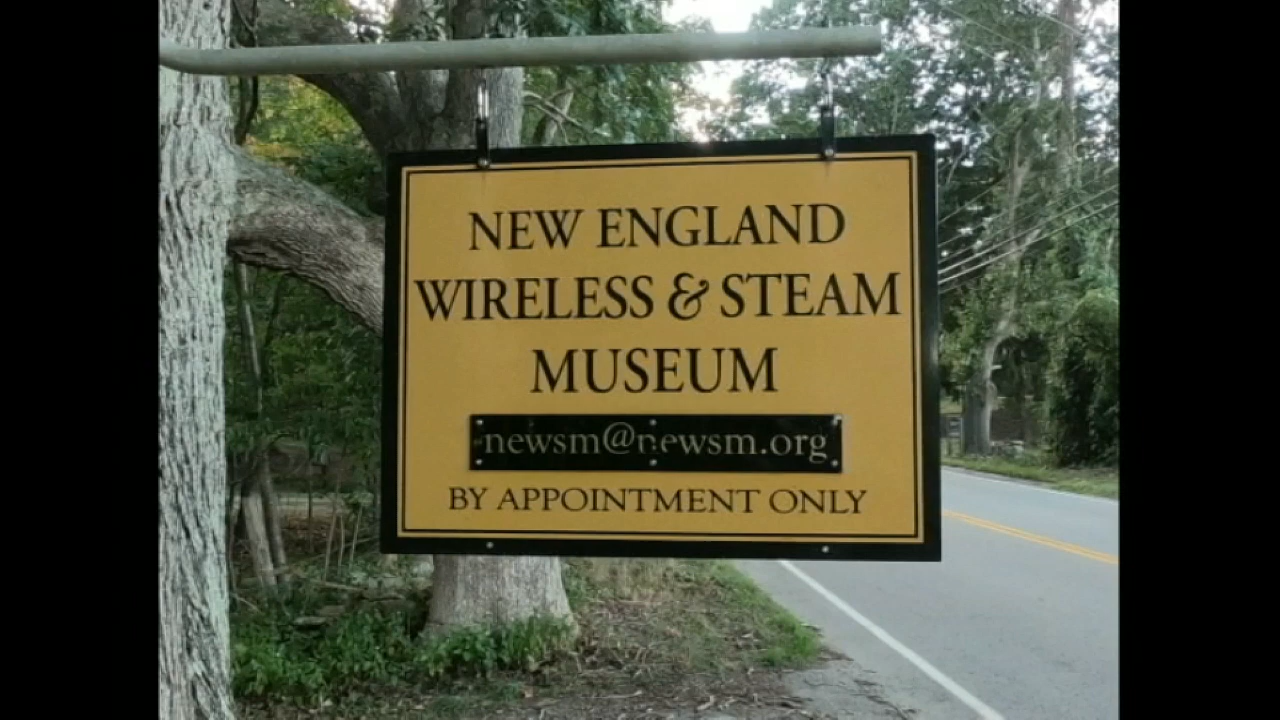 NEW ENGLAND
WIRELESS & STEAM
MUSEUM
newsm@newsm.org
BY APPOINTMENT ONLY